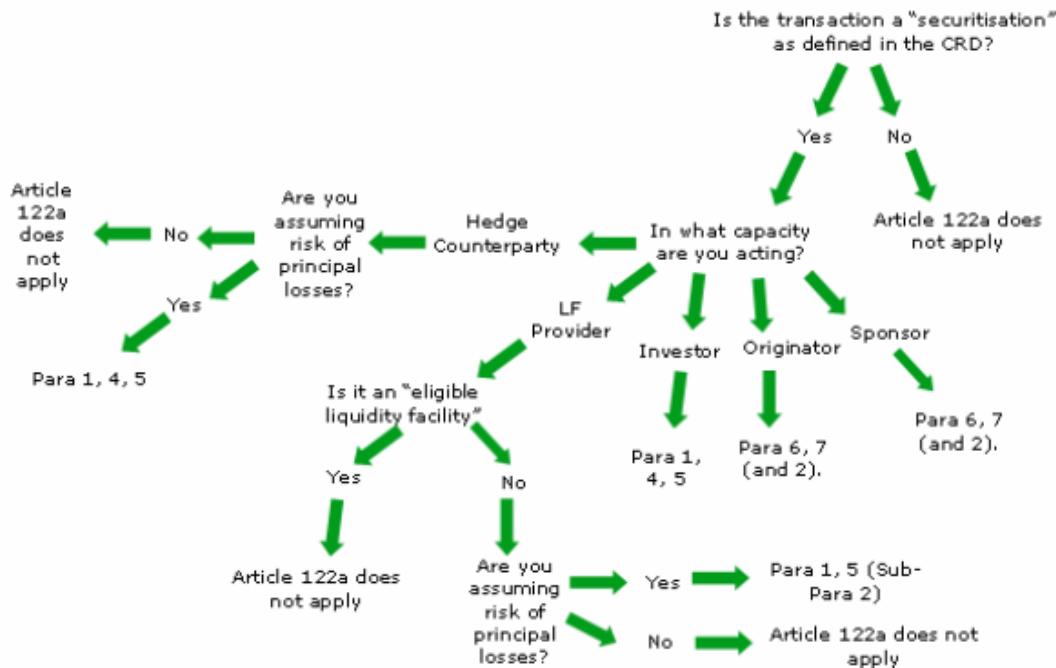 Is the transaction a “securitisation”
as defined in the CRD?
Yes
No
Article 122a does
not apply
In what capacity
are you acting?
Hedge
Counterparty
Are you
assuming
risk of
principal
losses?
No
Article
122a
does
not
apply
Yes
Para 1, 4, 5
LF
Provider
Investor
Originator
Sponsor
Is it an “eligible
liquidity facility”
Para 1,
4, 5
Para 6, 7
(and 2).
Para 6, 7
(and 2).
Yes
No
Article 122a does
not apply
Are you
assuming
risk of
principal
losses?
Yes
Para 1, 5 (Sub-
Para 2)
No
Article 122a does not
apply